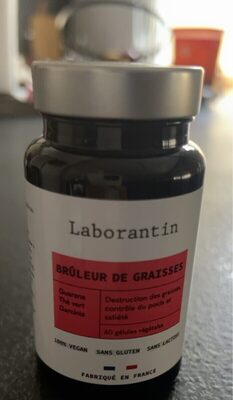 Laborantin
BRÛLEUR DE GRAISSES
Guarana
Thé vert
Garcinia
Destruction des graisses,
contrôle du poids et
satiété
60 gélules végétales
100% VEGAN SANS GLUTEN SANS LACTOSE
FABRIQUÉ EN FRANCE